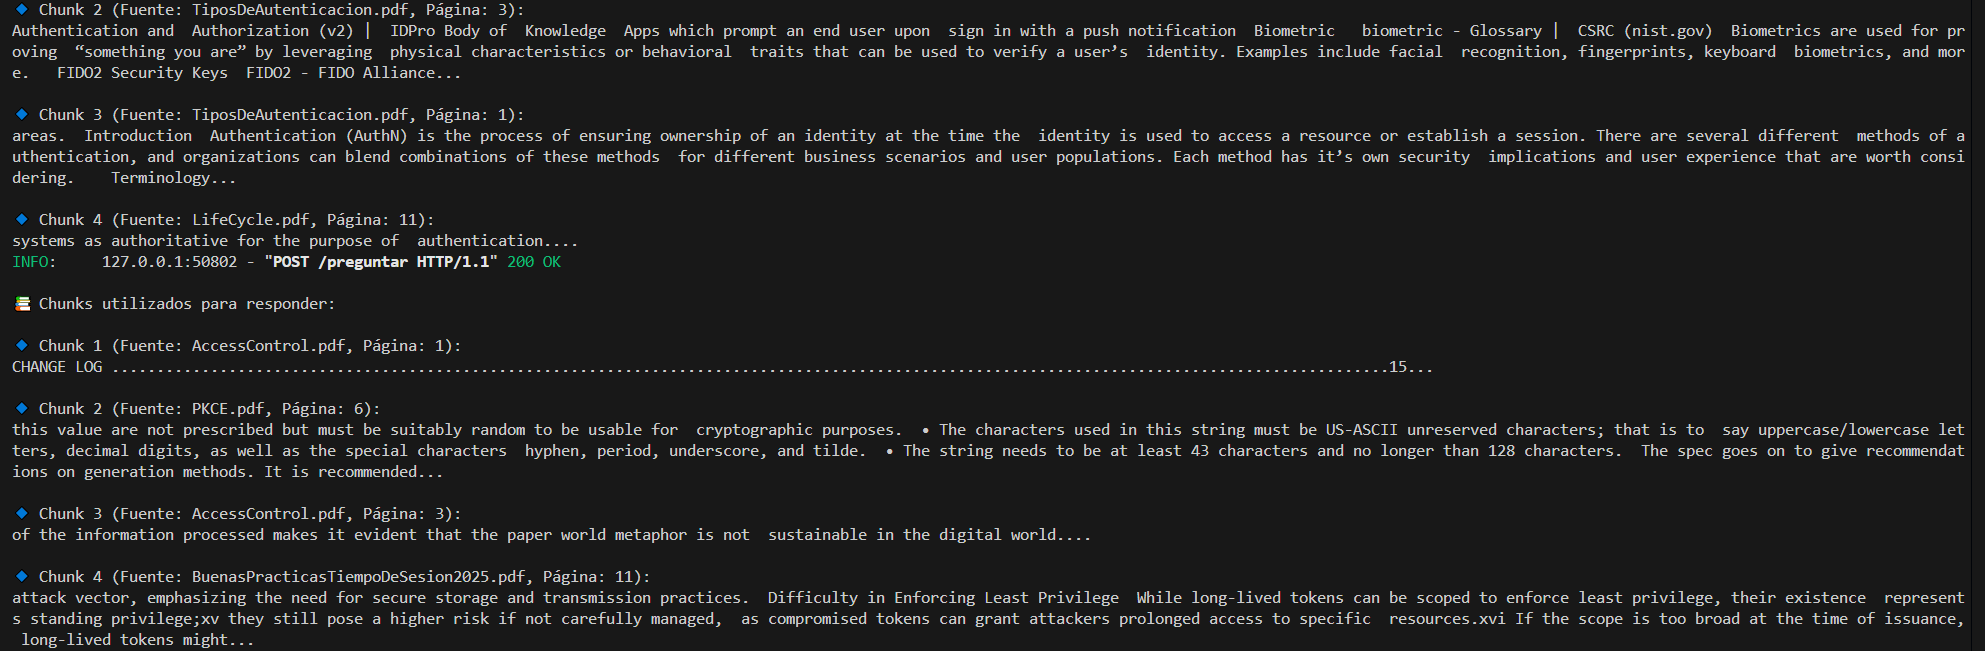 🔹 Chunk 2 (Fuente: TiposDeAutenticacion.pdf, Página: 3):
Authentication and  Authorization (v2) |  IDPro Body of  Knowledge  Apps which prompt an end user upon  sign in with a push notification  Biometric   biometric - Glossary |  CSRC (nist.gov)  Biometrics are used for pr
oving  “something you are” by leveraging  physical characteristics or behavioral  traits that can be used to verify a user’s  identity. Examples include facial  recognition, fingerprints, keyboard  biometrics, and mor
e.   FIDO2 Security Keys  FIDO2 - FIDO Alliance...
🔹 Chunk 3 (Fuente: TiposDeAutenticacion.pdf, Página: 1):
areas.  Introduction  Authentication (AuthN) is the process of ensuring ownership of an identity at the time the  identity is used to access a resource or establish a session. There are several different  methods of a
uthentication, and organizations can blend combinations of these methods  for different business scenarios and user populations. Each method has it’s own security  implications and user experience that are worth consi
dering.    Terminology...
🔹 Chunk 4 (Fuente: LifeCycle.pdf, Página: 11):
systems as authoritative for the purpose of  authentication....
INFO:     127.0.0.1:50802 - "POST /preguntar HTTP/1.1" 200 OK
📚 Chunks utilizados para responder:
🔹 Chunk 1 (Fuente: AccessControl.pdf, Página: 1):
CHANGE LOG ..............................................................................................................................................15...
🔹 Chunk 2 (Fuente: PKCE.pdf, Página: 6):
this value are not prescribed but must be suitably random to be usable for  cryptographic purposes.  • The characters used in this string must be US-ASCII unreserved characters; that is to  say uppercase/lowercase let
ters, decimal digits, as well as the special characters  hyphen, period, underscore, and tilde.  • The string needs to be at least 43 characters and no longer than 128 characters.  The spec goes on to give recommendat
ions on generation methods. It is recommended...
🔹 Chunk 3 (Fuente: AccessControl.pdf, Página: 3):
of the information processed makes it evident that the paper world metaphor is not  sustainable in the digital world....
🔹 Chunk 4 (Fuente: BuenasPracticasTiempoDeSesion2025.pdf, Página: 11):
attack vector, emphasizing the need for secure storage and transmission practices.  Difficulty in Enforcing Least Privilege  While long-lived tokens can be scoped to enforce least privilege, their existence  represent
s standing privilege;xv they still pose a higher risk if not carefully managed,  as compromised tokens can grant attackers prolonged access to specific  resources.xvi If the scope is too broad at the time of issuance,
 long-lived tokens might...